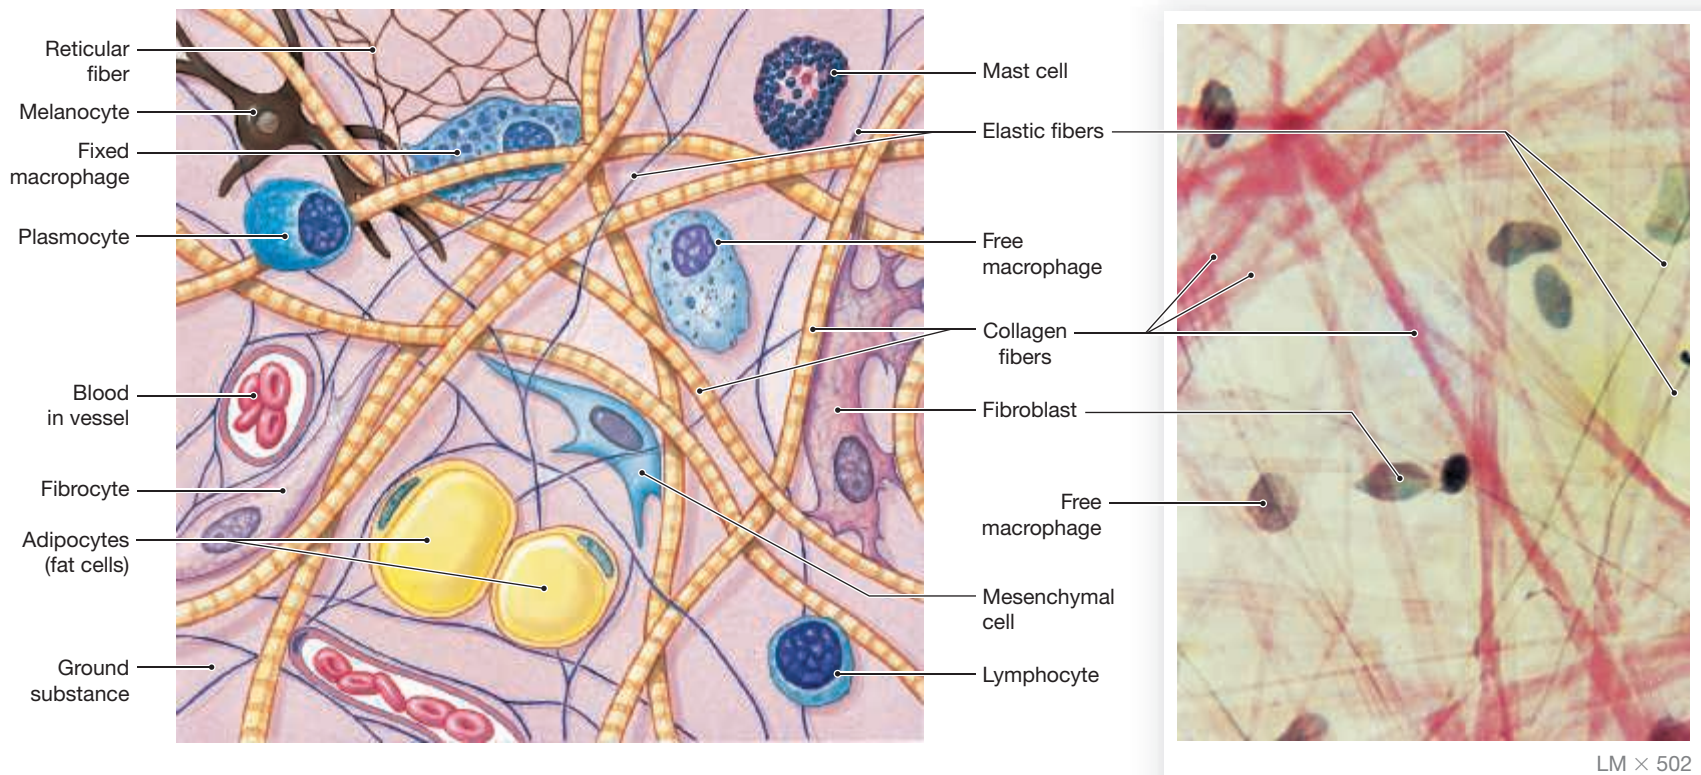 Reticular
fiber
Melanocyte
Fixed
macrophage
Plasmocyte
Blood
in vessel
Fibrocyte
Adipocytes
(fat cells)
Ground
substance
Mast cell
Elastic fibers
Free
macrophage
Collagen
fibers
Fibroblast
Free
macrophage
Mesenchymal
cell
Lymphocyte
LM × 502